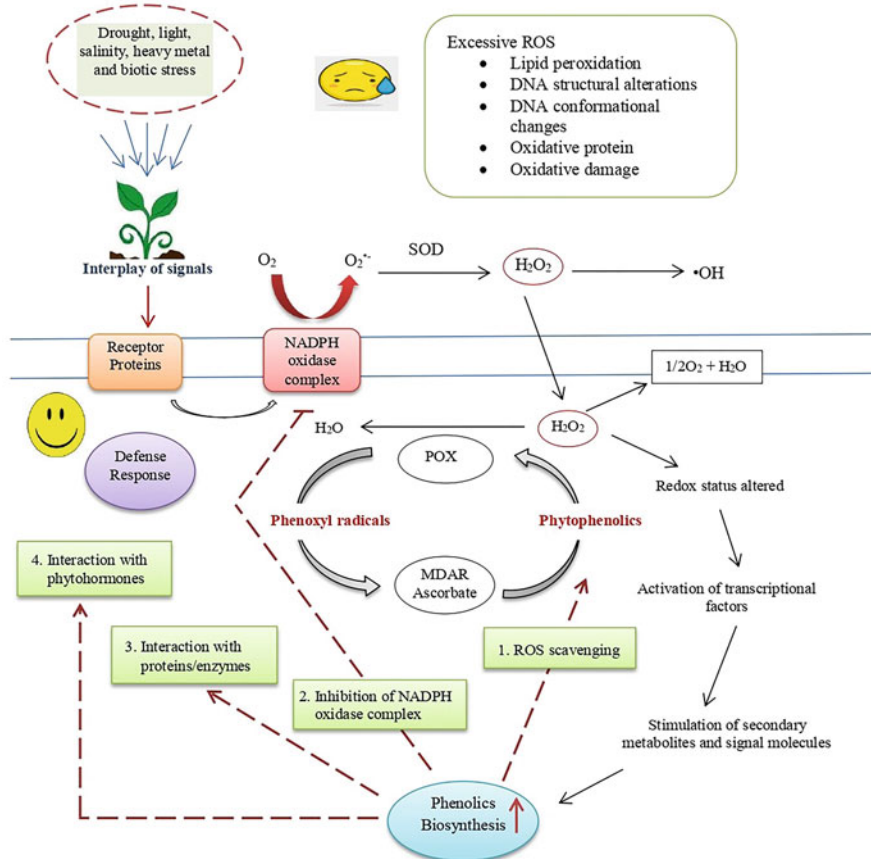 Drought, light,
salinity, heavy metal
and biotic stress
Excessive ROS
• Lipid peroxidation
• DNA structural alterations
• DNA conformational
changes
• Oxidative protein
• Oxidative damage
Interplay of signals
O₂
O₂•-
SOD
H₂O₂
•OH
Receptor
Proteins
NADPH
oxidase
complex
1/2O₂ + H₂O
H₂O
H₂O₂
Defense
Response
POX
Redox status altered
Phenoxyl radicals
Phytophenolics
4. Interaction with
phytohormones
MDAR
Ascorbate
Activation of transcriptional
factors
3. Interaction with
proteins/enzymes
1. ROS scavenging
2. Inhibition of NADPH
oxidase complex
Stimulation of secondary
metabolites and signal molecules
Phenolics
Biosynthesis